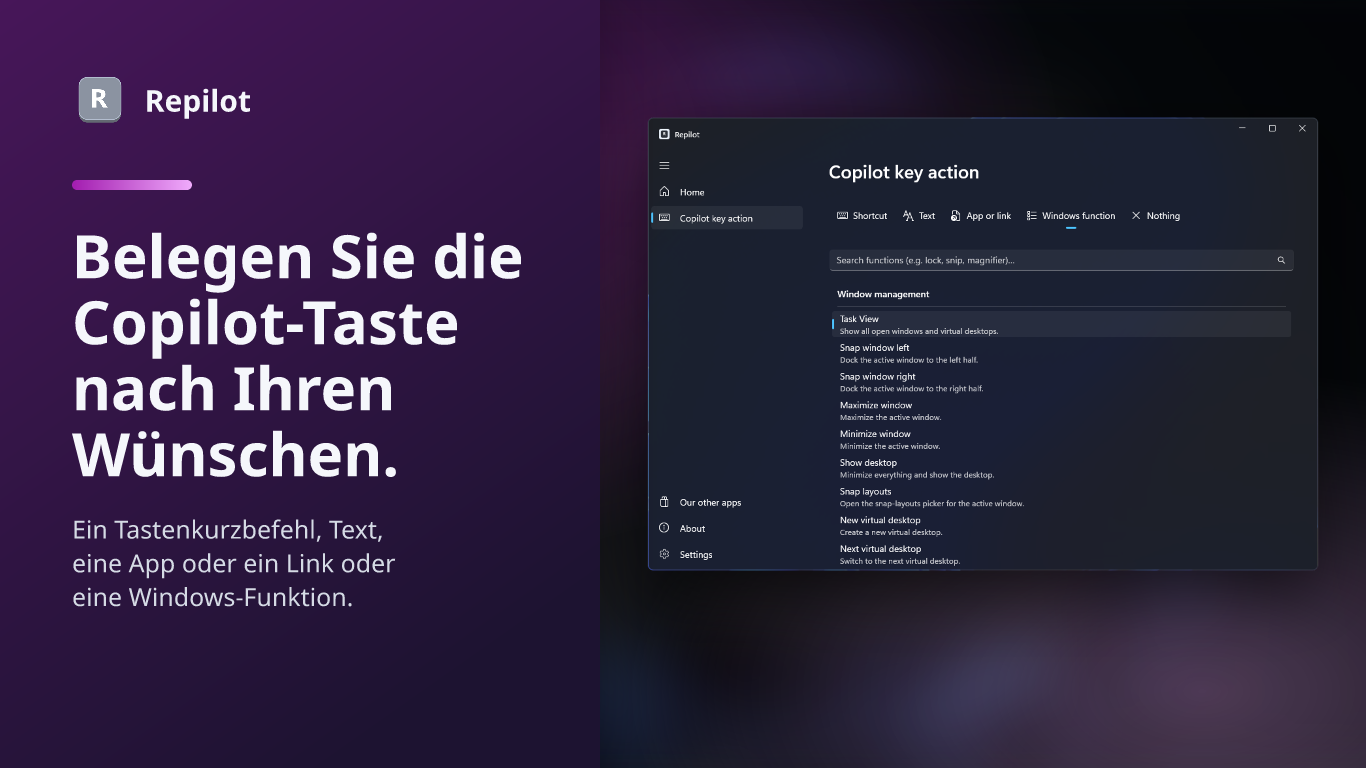 R
Repilot
Belegen Sie die
Copilot-Taste
nach Ihren
Wünschen.
Ein Tastenkurzbefehl, Text,
eine App oder ein Link oder
eine Windows-Funktion.
Repilot
Home
Copilot key action
Our other apps
About
Settings
Copilot key action
Shortcut Text App or link Windows function Nothing
Search functions (e.g. lock, snip, magnifier)...
Window management
Task View
Show all open windows and virtual desktops.
Snap window left
Dock the active window to the left half.
Snap window right
Dock the active window to the right half.
Maximize window
Maximize the active window.
Minimize window
Minimize the active window.
Show desktop
Minimize everything and show the desktop.
Snap layouts
Open the snap-layouts picker for the active window.
New virtual desktop
Create a new virtual desktop.
Next virtual desktop
Switch to the next virtual desktop.